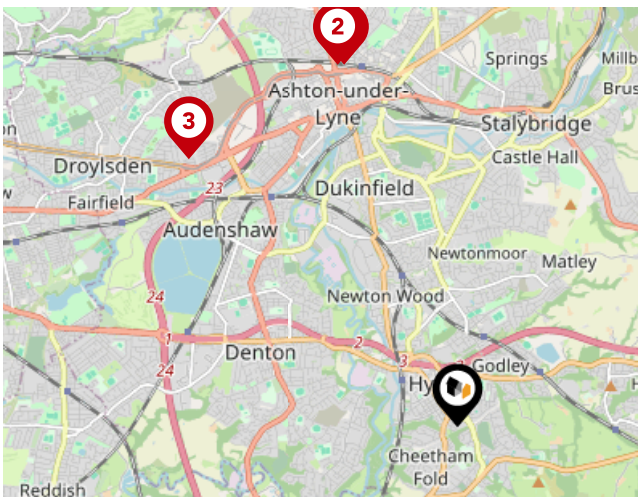 2
Springs
Millb
Brus
Ashton-under-
Lyne
Stalybridge
3
on
Castle Hall
Droylsden
23
Dukinfield
w
Fairfield
Audenshaw
Newtonmoor
Matley
24
Newton Wood
1
2
Denton
3
Godley
24
Hy
H
Cheetham
Fold
Reddish